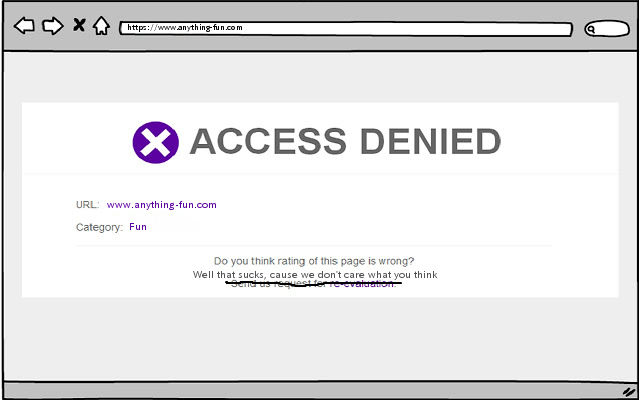 https://www.anything-fun.com
ACCESS DENIED
URL: www.anything-fun.com
Category: Fun
Do you think rating of this page is wrong?
Well that sucks, cause we don't care what you think
Send us request for re-evaluation.